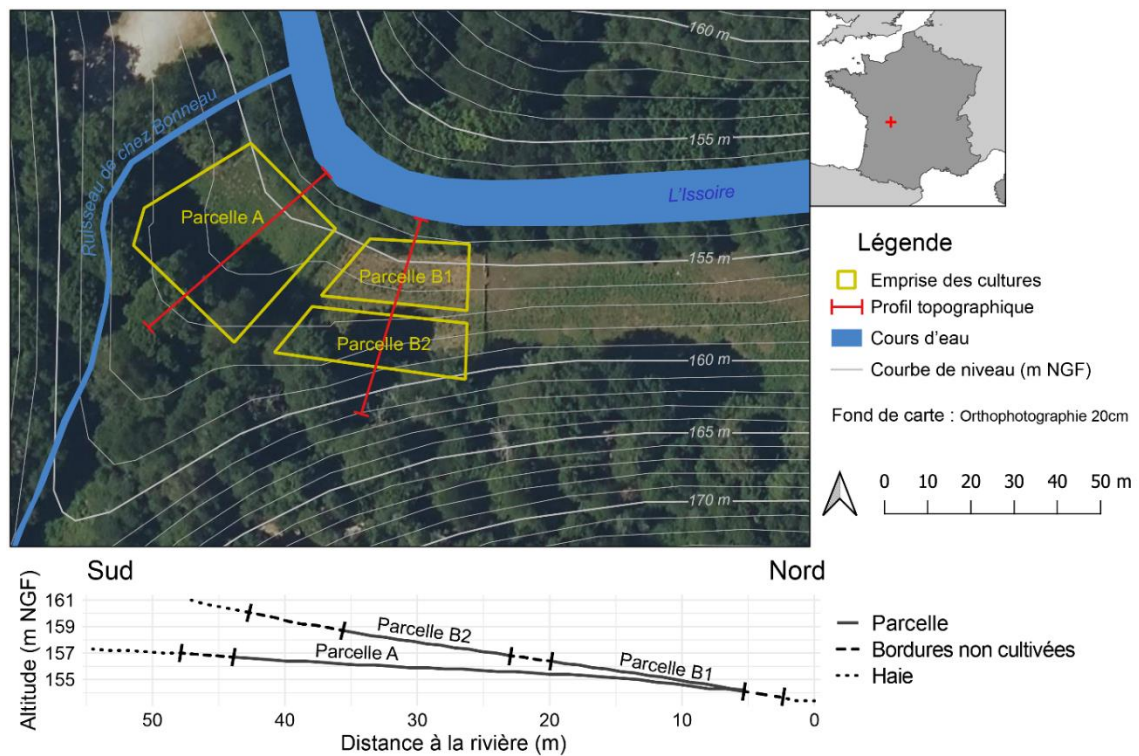 160 m
155 m
Ruisseau de chez Bonneau
Parcelle A
L'Issoire
155 m
Parcelle B1
Parcelle B2
160 m
165 m
170 m
Légende
Emprise des cultures
Profil topographique
Cours d'eau
Courbe de niveau (m NGF)
Fond de carte : Orthophotographie 20cm
0 10 20 30 40 50 m
Sud
Nord
Altitude (m NGF)
161
159
157
155
Parcelle B2
Parcelle A
Parcelle B1
50 40 30 20 10 0
Distance à la rivière (m)
Parcelle
Bordures non cultivées
Haie